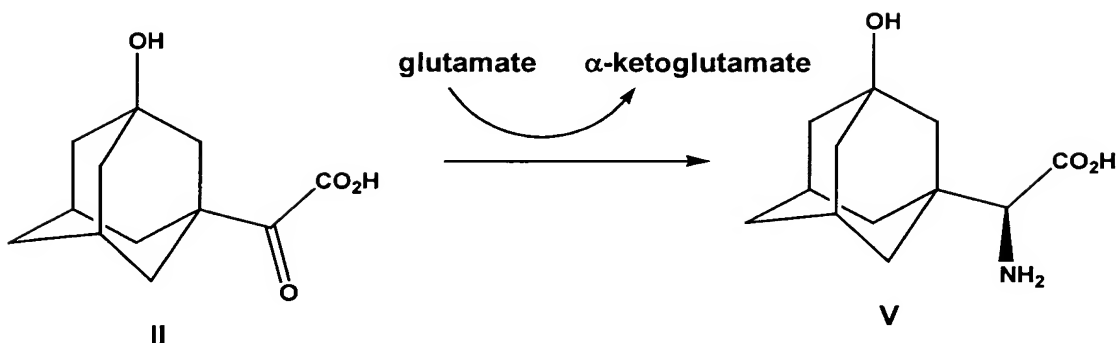 OH
glutamate α-ketoglutamate
CO₂H
O
II
OH
CO₂H
NH₂
V